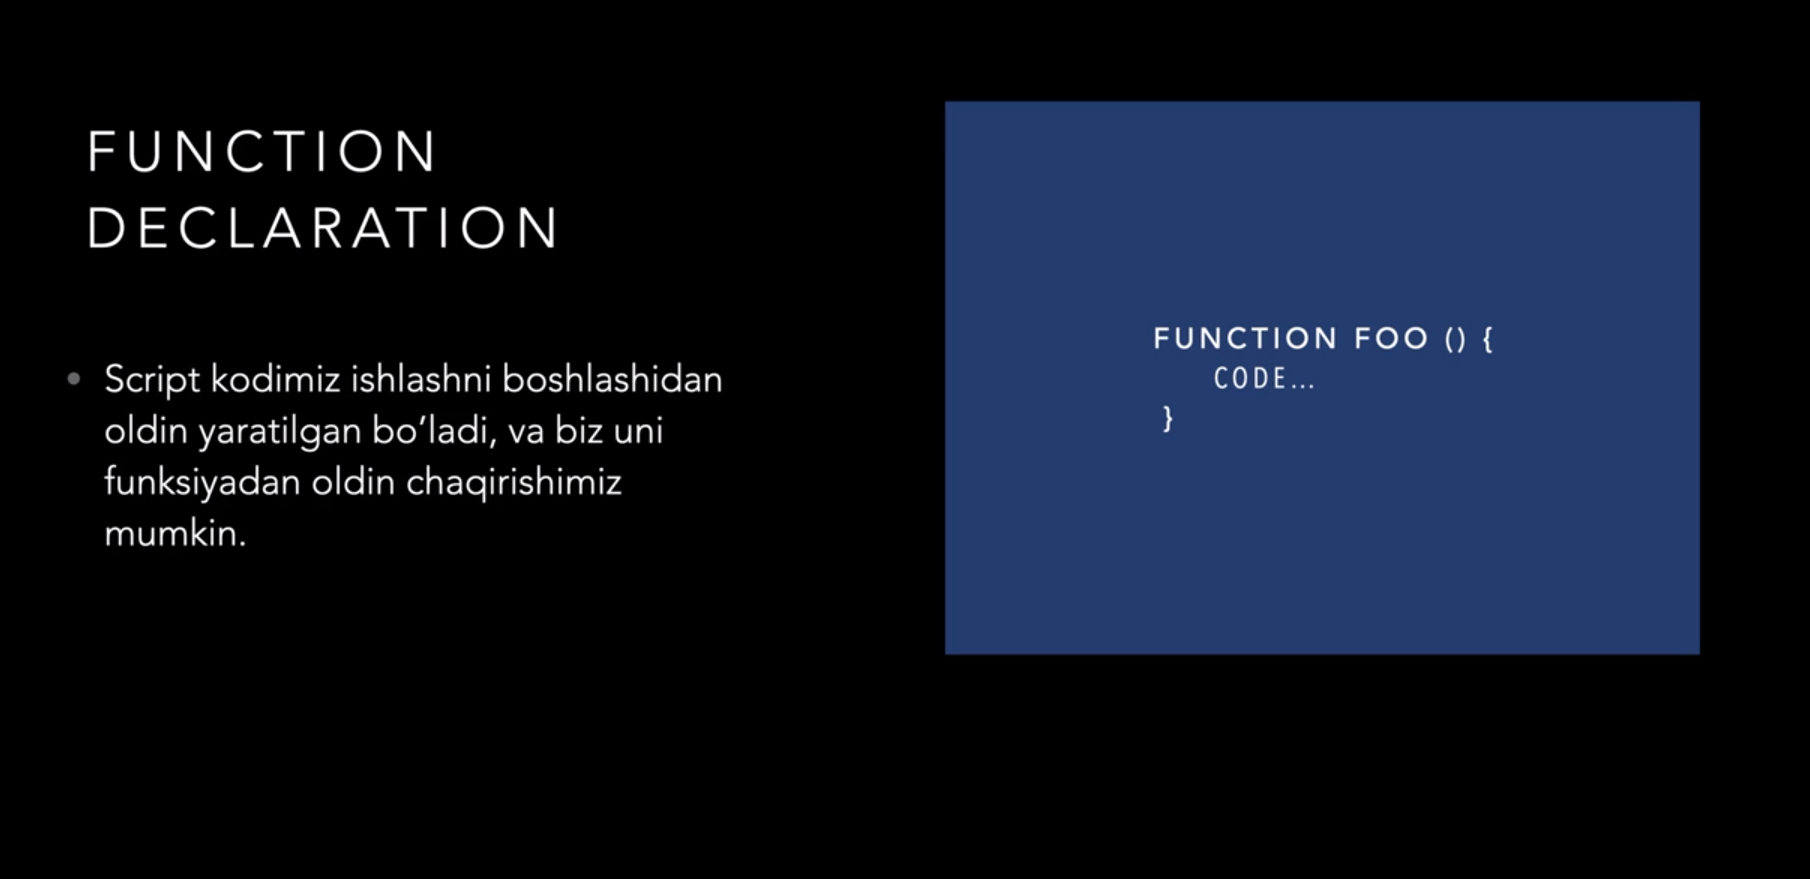 FUNCTION
DECLARATION
• Script kodimiz ishlashni boshlashidan
oldin yaratilgan bo‘ladi, va biz uni
funksiyadan oldin chaqirishimiz
mumkin.
FUNCTION FOO () {
CODE...
}